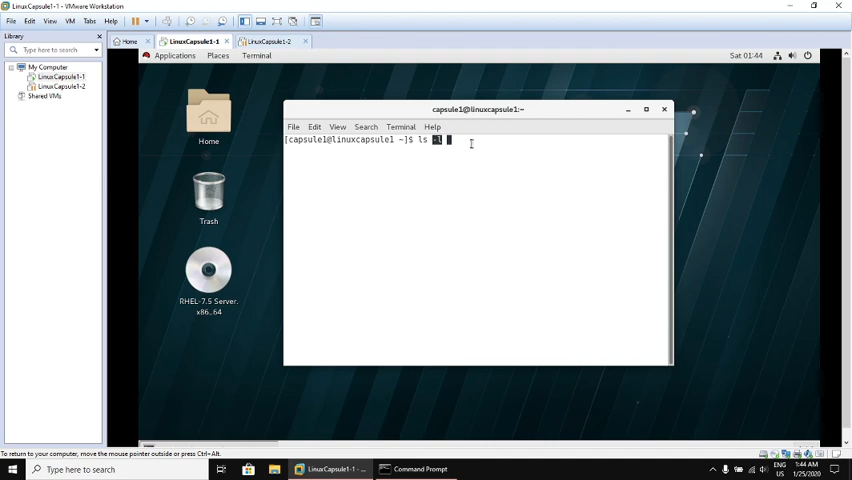 LinuxCapsule1-1 - VMware Workstation
File Edit View VM Tabs Help
Library
Type here to search
My Computer
LinuxCapsule1-1
LinuxCapsule1-2
Shared VMs
Home LinuxCapsule1-1 LinuxCapsule1-2
Applications Places Terminal Sat 01:44
Home
Trash
RHEL-7.5 Server.
x86_64
capsule1@linuxcapsule1:~
File Edit View Search Terminal Help
[capsule1@linuxcapsule1 ~]$ ls -l
To return to your computer, move the mouse pointer outside or press Ctrl+Alt.
Type here to search
LinuxCapsule1-1 - ...
Command Prompt
ENG
US
1:44 AM
1/25/2020